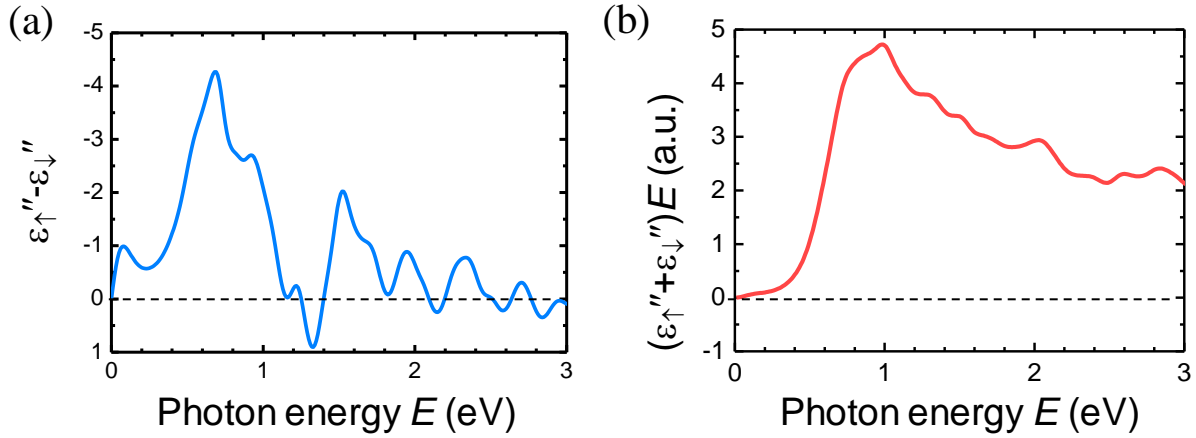 (a)
ε↑″-ε↓″
-5
-4
-3
-2
-1
0
1
0 1 2 3
Photon energy E (eV)
(b)
(ε↑″+ε↓″)E (a.u.)
5
4
3
2
1
0
-1
0 1 2 3
Photon energy E (eV)